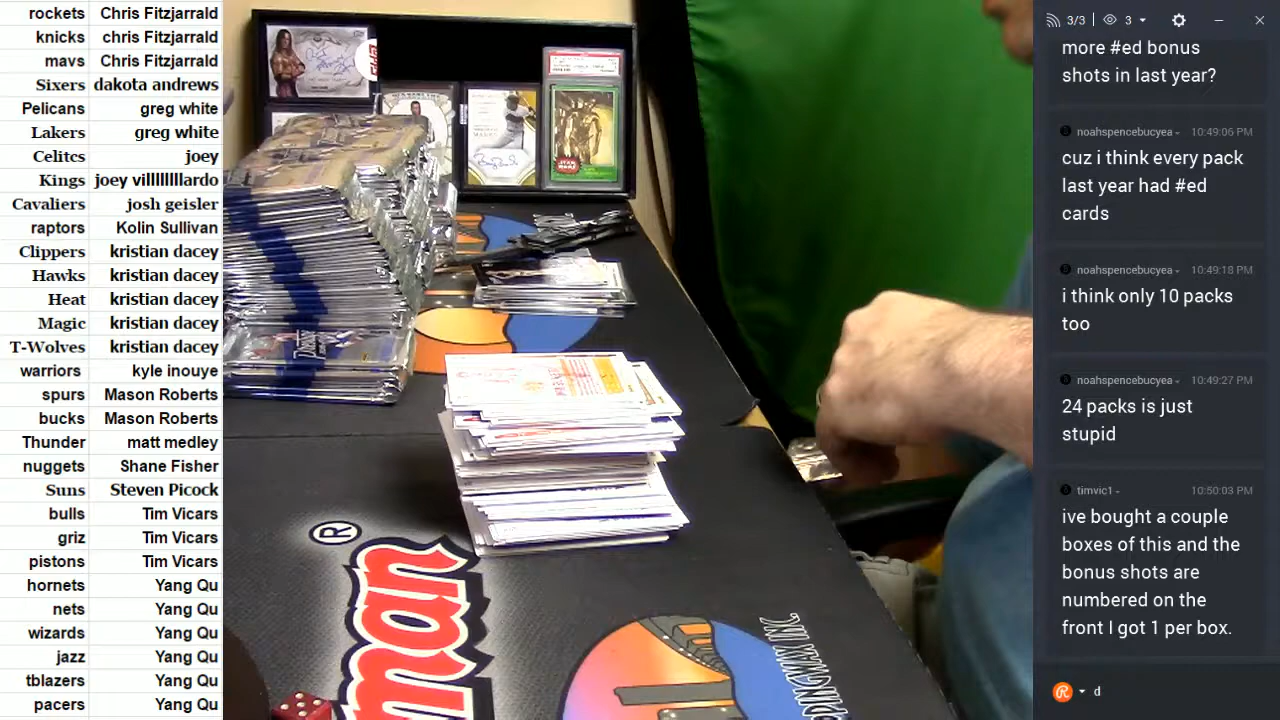 rockets Chris Fitzjarrald
knicks chris Fitzjarrald
mavs Chris Fitzjarrald
Sixers dakota andrews
Pelicans greg white
Lakers greg white
Celitcs joey
Kings joey villlllllllardo
Cavaliers josh geisler
raptors Kolin Sullivan
Clippers kristian dacey
Hawks kristian dacey
Heat kristian dacey
Magic kristian dacey
T-Wolves kristian dacey
warriors kyle inouye
spurs Mason Roberts
bucks Mason Roberts
Thunder matt medley
nuggets Shane Fisher
Suns Steven Picock
bulls Tim Vicars
griz Tim Vicars
pistons Tim Vicars
hornets Yang Qu
nets Yang Qu
wizards Yang Qu
jazz Yang Qu
tblazers Yang Qu
pacers Yang Qu
STAR WARS
®
man
PPINGWAX INC
3/3 3
more #ed bonus
shots in last year?
noahspencebucyea - 10:49:06 PM
cuz i think every pack
last year had #ed
cards
noahspencebucyea - 10:49:18 PM
i think only 10 packs
too
noahspencebucyea - 10:49:27 PM
24 packs is just
stupid
timvic1 - 10:50:03 PM
ive bought a couple
boxes of this and the
bonus shots are
numbered on the
front I got 1 per box.
d